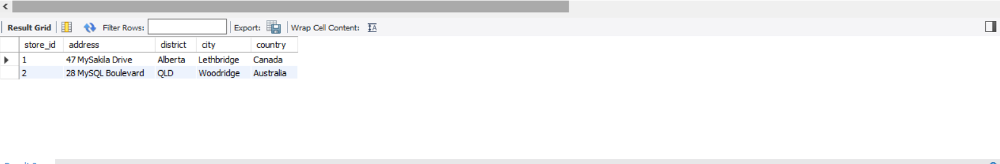 Result Grid Filter Rows: Export: Wrap Cell Content:
store_id address district city country
1 47 MySakila Drive Alberta Lethbridge Canada
2 28 MySQL Boulevard QLD Woodridge Australia